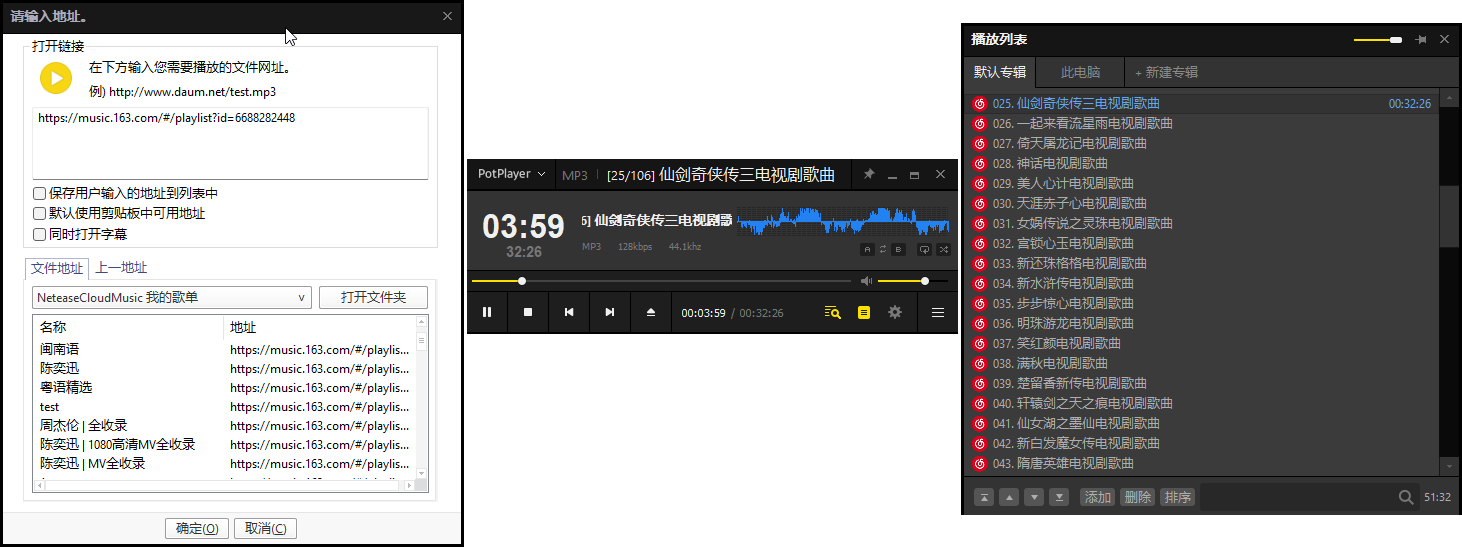 请输入地址。
打开链接
在下方输入您需要播放的文件网址。
例) http://www.daum.net/test.mp3
https://music.163.com/#/playlist?id=6688282448
保存用户输入的地址到列表中
默认使用剪贴板中可用地址
同时打开字幕
文件地址 上一地址
NeteaseCloudMusic 我的歌单 打开文件夹
名称 地址
闽南语 https://music.163.com/#/playlis...
陈奕迅 https://music.163.com/#/playlis...
粤语精选 https://music.163.com/#/playlis...
test https://music.163.com/#/playlis...
周杰伦 | 全收录 https://music.163.com/#/playlis...
陈奕迅 | 1080高清MV全收录 https://music.163.com/#/playlis...
陈奕迅 | MV全收录 https://music.163.com/#/playlis...
确定(O) 取消(C)
PotPlayer MP3 [25/106] 仙剑奇侠传三电视剧歌曲
03:59 仙剑奇侠传三电视剧歌
32:26 MP3 128kbps 44.1khz
A B
00:03:59 / 00:32:26
播放列表
默认专辑 此电脑 + 新建专辑
025. 仙剑奇侠传三电视剧歌曲 00:32:26
026. 一起来看流星雨电视剧歌曲
027. 倚天屠龙记电视剧歌曲
028. 神话电视剧歌曲
029. 美人心计电视剧歌曲
030. 天涯赤子心电视剧歌曲
031. 女娲传说之灵珠电视剧歌曲
032. 宫锁心玉电视剧歌曲
033. 新还珠格格电视剧歌曲
034. 新水浒传电视剧歌曲
035. 步步惊心电视剧歌曲
036. 明珠游龙电视剧歌曲
037. 笑红颜电视剧歌曲
038. 满秋电视剧歌曲
039. 楚留香新传电视剧歌曲
040. 轩辕剑之天之痕电视剧歌曲
041. 仙女湖之墨仙电视剧歌曲
042. 新白发魔女传电视剧歌曲
043. 隋唐英雄电视剧歌曲
添加 删除 排序 51:32